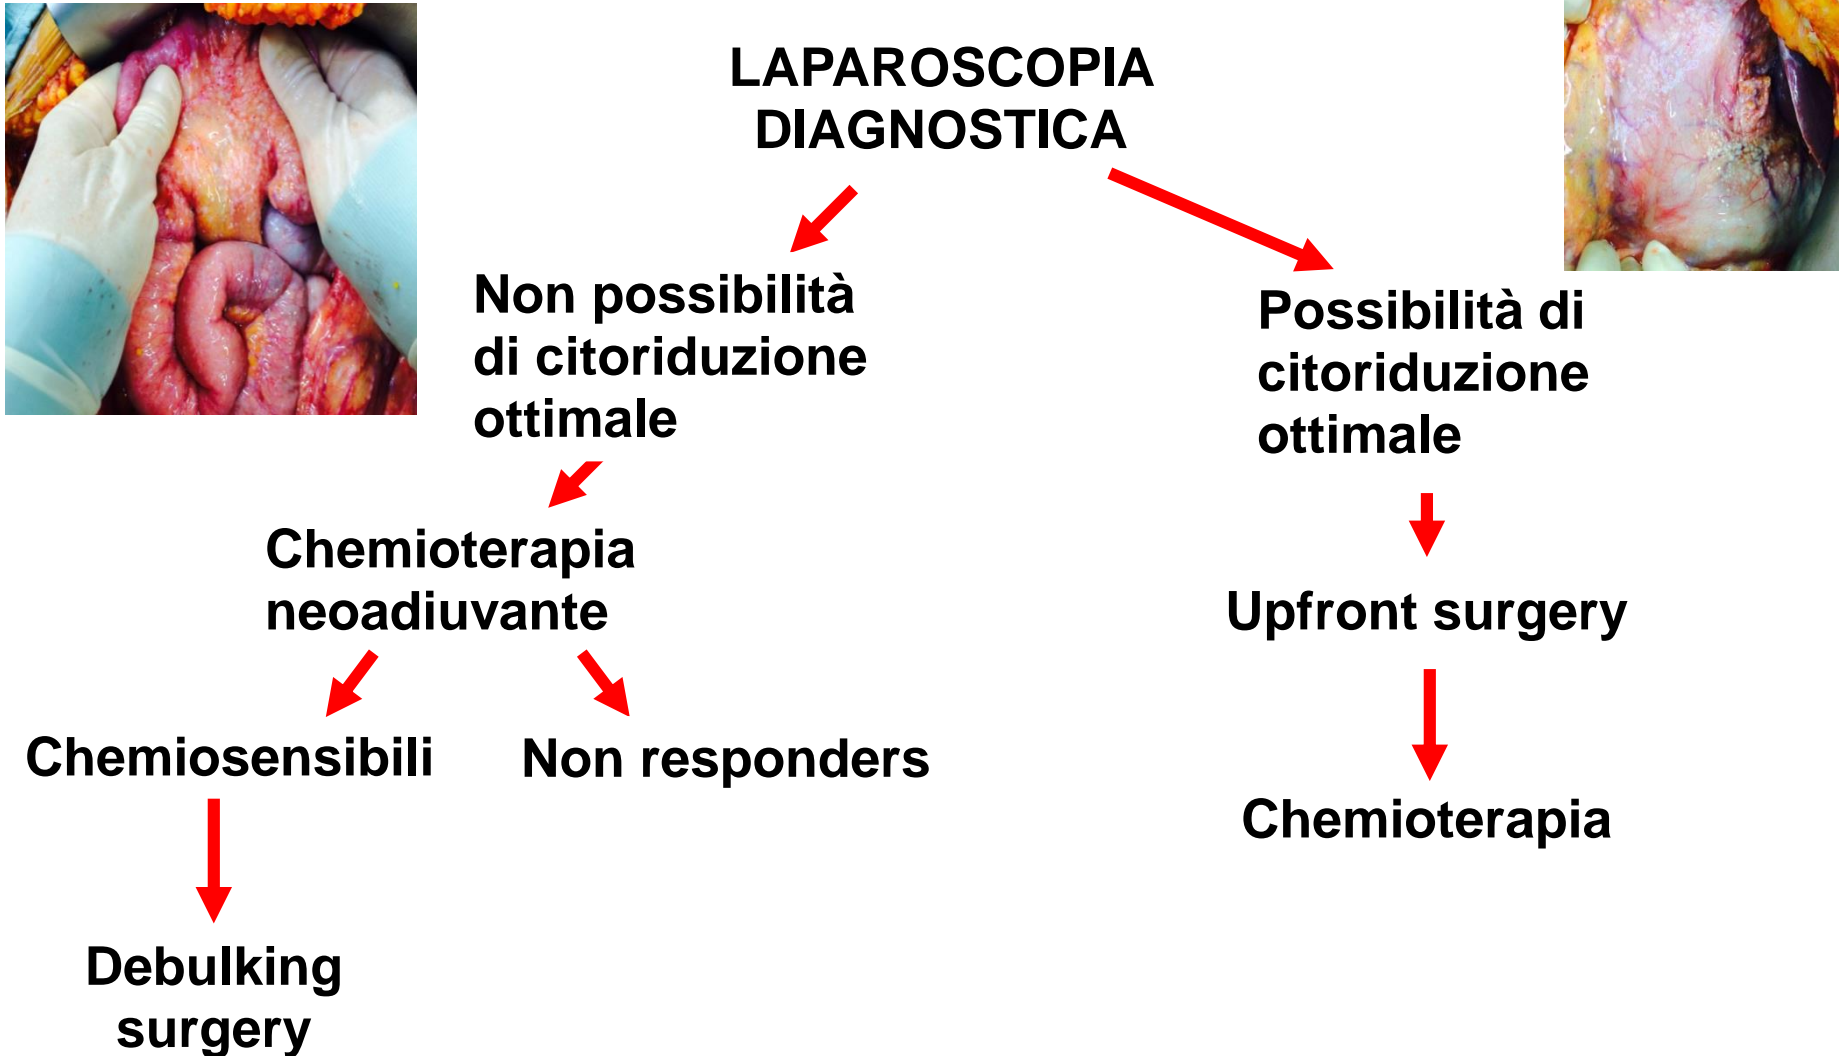 LAPAROSCOPIA
DIAGNOSTICA
Non possibilità
di citoriduzione
ottimale
Possibilità di
citoriduzione
ottimale
Chemioterapia
neoadiuvante
Upfront surgery
Chemiosensibili
Non responders
Chemioterapia
Debulking
surgery